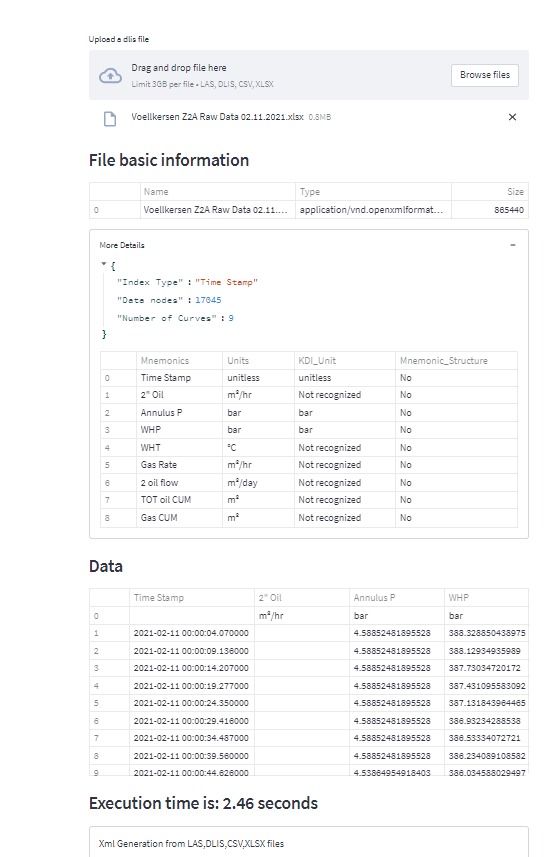 Upload a dlis file
Drag and drop file here
Limit 3GB per file • LAS, DLIS, CSV, XLSX
Browse files
Voellkersen Z2A Raw Data 02.11.2021.xlsx 0.8MB
File basic information
Name Type Size
0 Voellkersen Z2A Raw Data 02.11.... application/vnd.openxmlformat... 865440
More Details
{
"Index Type" : "Time Stamp"
"Data nodes" : 17045
"Number of Curves" : 9
}
Mnemonics Units KDI_Unit Mnemonic_Structure
0 Time Stamp unitless unitless No
1 2" Oil m³/hr Not recognized No
2 Annulus P bar bar No
3 WHP bar bar No
4 WHT °C Not recognized No
5 Gas Rate m³/hr Not recognized No
6 2 oil flow m³/day Not recognized No
7 TOT oil CUM m³ Not recognized No
8 Gas CUM m³ Not recognized No
Data
Time Stamp 2" Oil Annulus P WHP
0 m³/hr bar bar
1 2021-02-11 00:00:04.070000 4.58852481895528 388.328850438975
2 2021-02-11 00:00:09.136000 4.58852481895528 388.12934935989
3 2021-02-11 00:00:14.207000 4.58852481895528 387.73034720172
4 2021-02-11 00:00:19.277000 4.58852481895528 387.431095583092
5 2021-02-11 00:00:24.350000 4.58852481895528 387.131843964465
6 2021-02-11 00:00:29.416000 4.58852481895528 386.93234288538
7 2021-02-11 00:00:34.487000 4.58852481895528 386.53334072721
8 2021-02-11 00:00:39.560000 4.58852481895528 386.234089108582
9 2021-02-11 00:00:44.626000 4.53864954918403 386.034588029497
Execution time is: 2.46 seconds
Xml Generation from LAS,DLIS,CSV,XLSX files